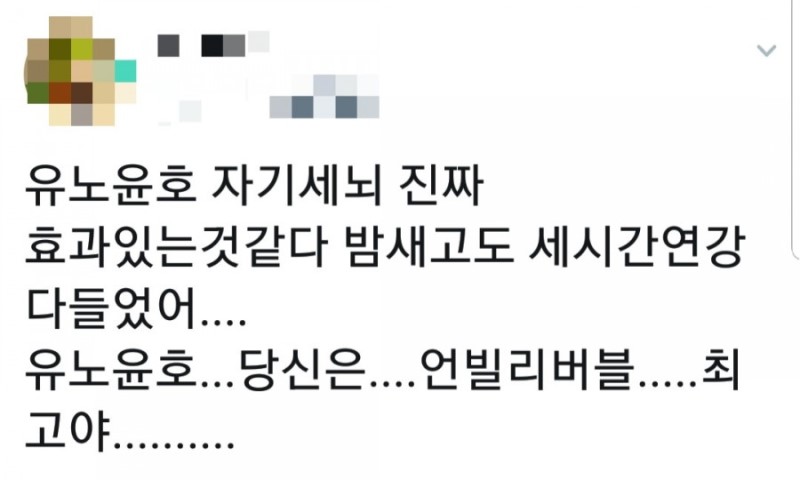 유노윤호 자기세뇌 진짜
효과있는것같다 밤새고도 세시간연강
다들었어....
유노윤호...당신은....언빌리버블.....최
고야..........